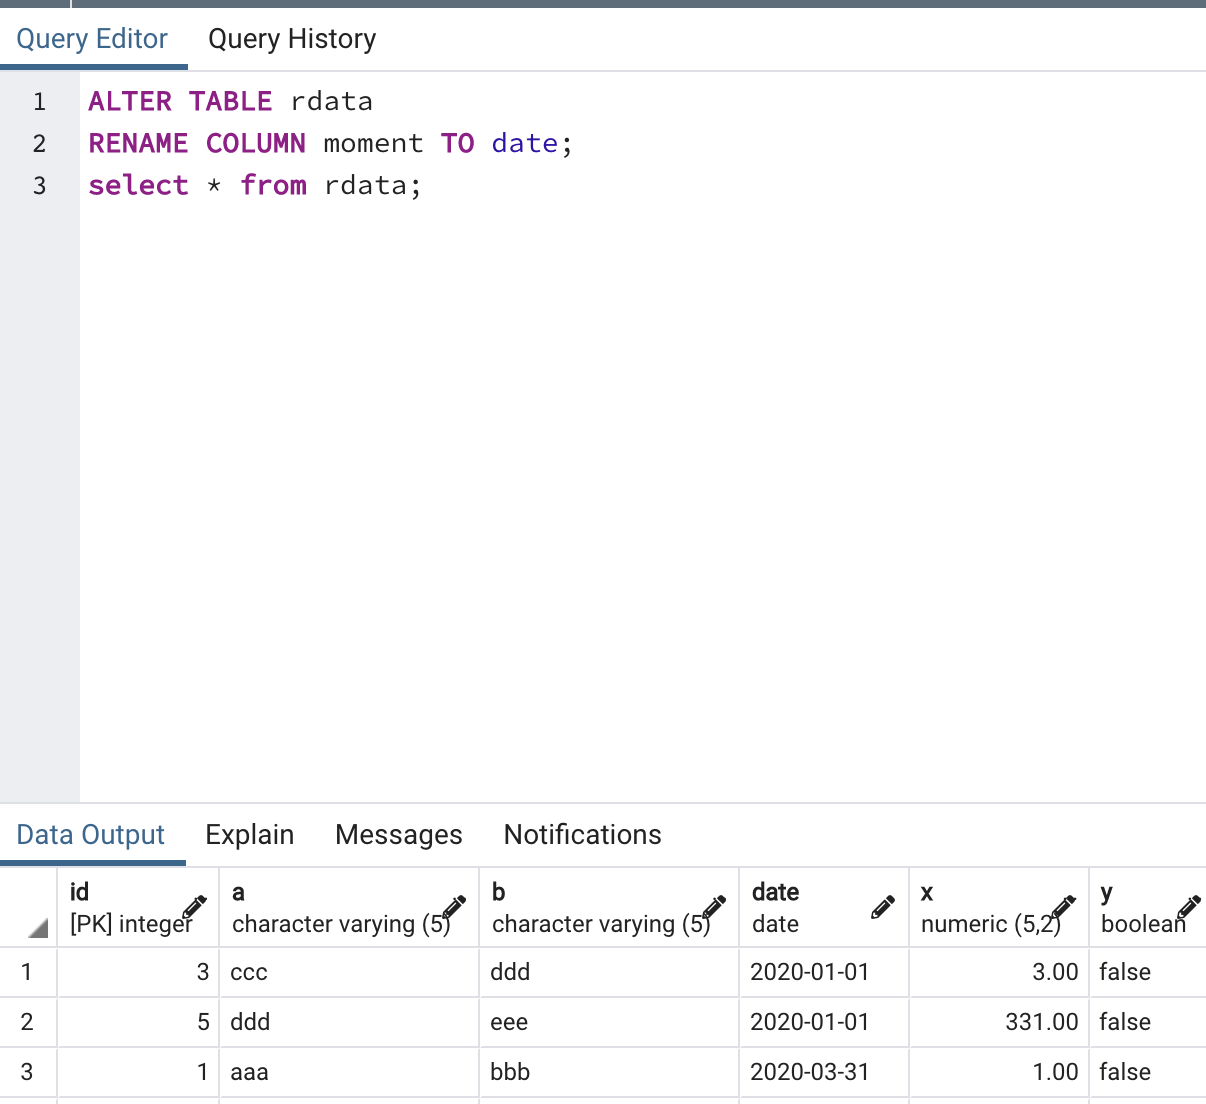 Query Editor Query History
1 ALTER TABLE rdata
2 RENAME COLUMN moment TO date;
3 select * from rdata;
Data Output Explain Messages Notifications
id a b date x y
[PK] integer character varying (5) character varying (5) date numeric (5,2) boolean
1 3 ccc ddd 2020-01-01 3.00 false
2 5 ddd eee 2020-01-01 331.00 false
3 1 aaa bbb 2020-03-31 1.00 false